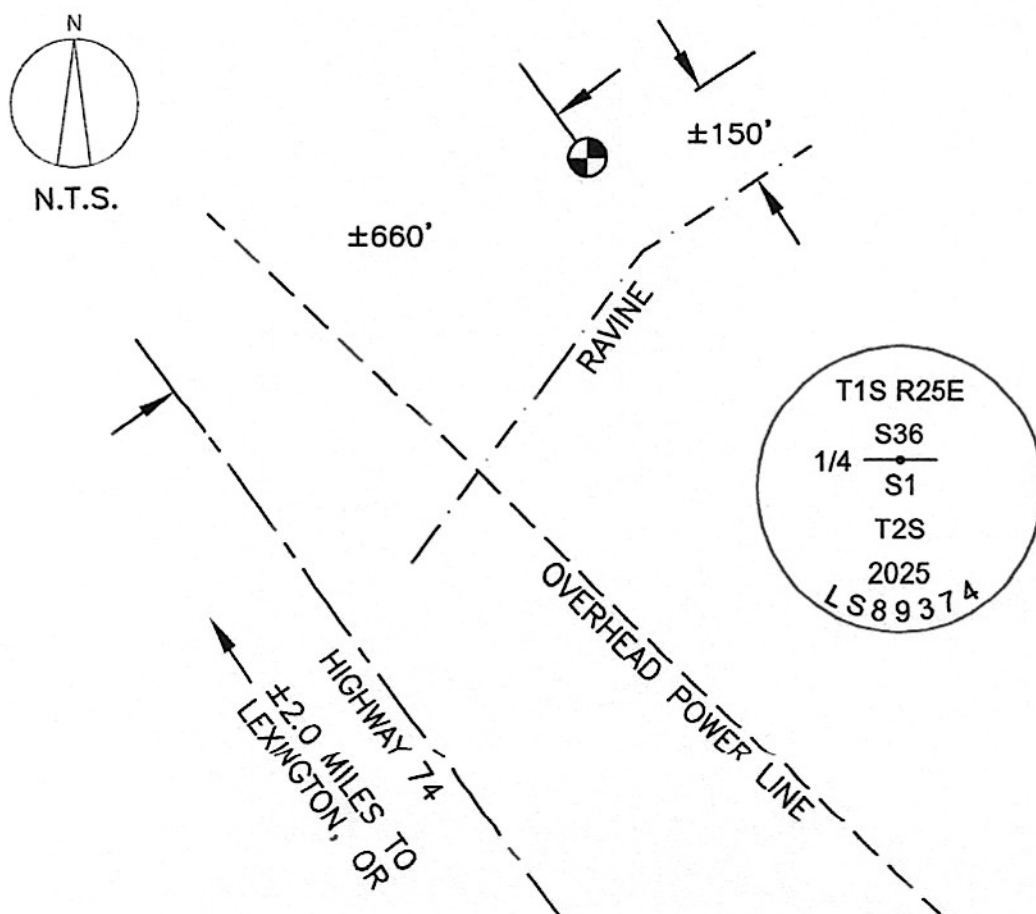 N
N.T.S.
±150'
±660'
RAVINE
T1S R25E
S36
1/4
S1
T2S
2025
LS89374
OVERHEAD POWER LINE
HIGHWAY 74
±2.0 MILES TO
LEXINGTON, OR